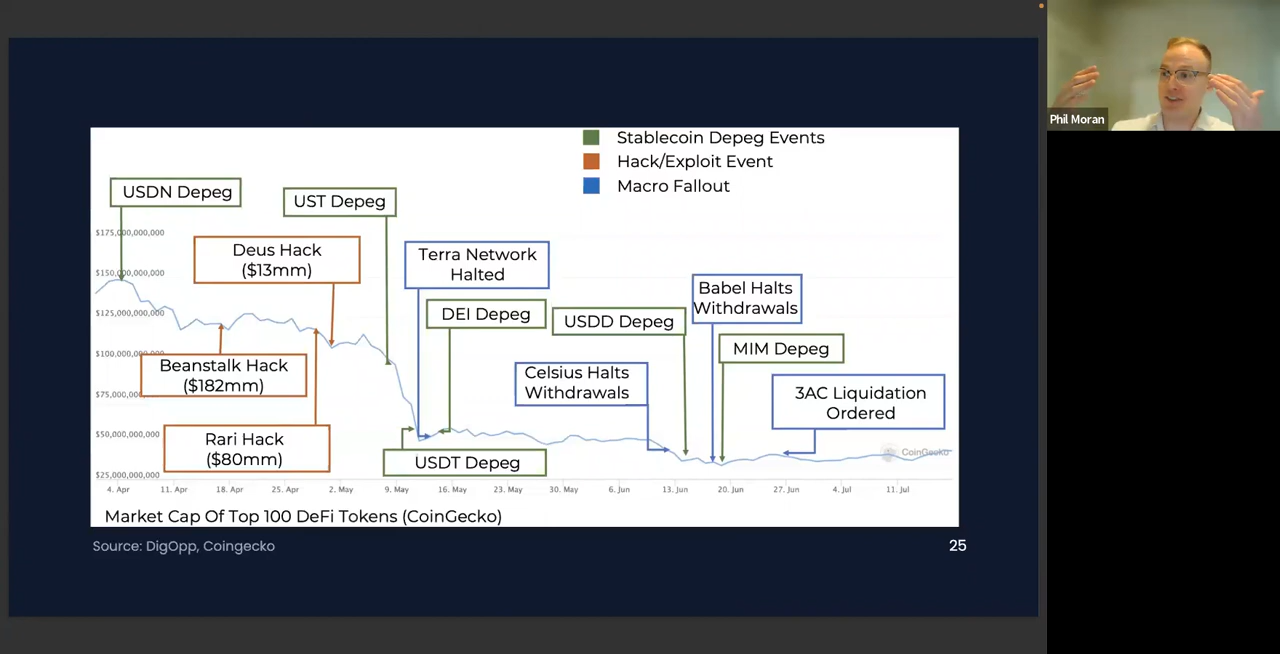 Phil Moran
Stablecoin Depeg Events
Hack/Exploit Event
Macro Fallout
USDN Depeg
UST Depeg
Deus Hack
($13mm)
Terra Network
Halted
DEI Depeg
USDD Depeg
Babel Halts
Withdrawals
MIM Depeg
Beanstalk Hack
($182mm)
Celsius Halts
Withdrawals
3AC Liquidation
Ordered
Rari Hack
($80mm)
USDT Depeg
$175,000,000,000
$150,000,000,000
$125,000,000,000
$100,000,000,000
$75,000,000,000
$50,000,000,000
$25,000,000,000
CoinGecko
4. Apr 11. Apr 18. Apr 25. Apr 2. May 9. May 16. May 23. May 30. May 6. Jun 13. Jun 20. Jun 27. Jun 4. Jul 11. Jul
Market Cap Of Top 100 DeFi Tokens (CoinGecko)
Source: DigOpp, Coingecko
25